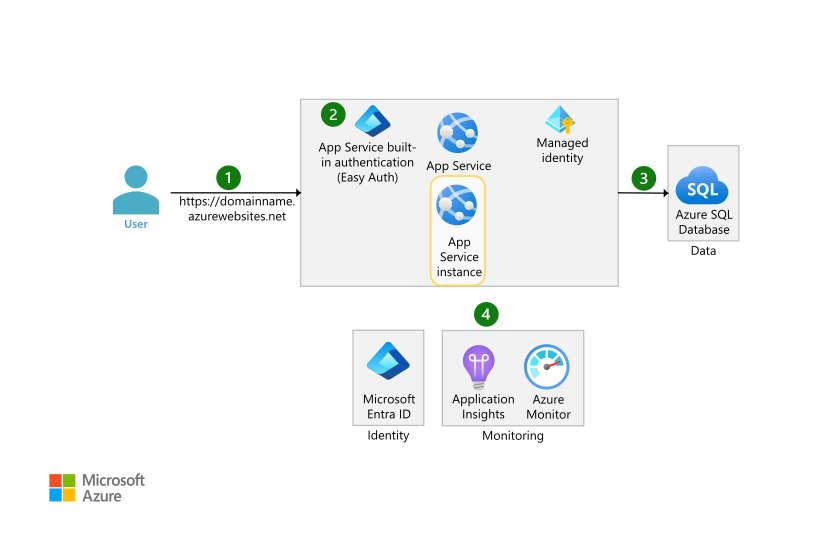 2
App Service built-
in authentication
(Easy Auth)
App Service
Managed
identity
1
https://domainname.
azurewebsites.net
User
App
Service
instance
3
SQL
Azure SQL
Database
Data
4
Microsoft
Entra ID
Identity
Application
Insights
Azure
Monitor
Monitoring
Microsoft
Azure